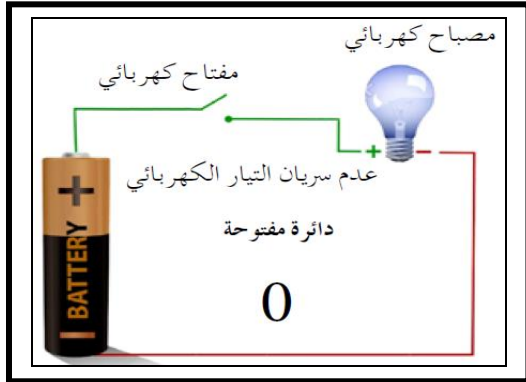 مصباح كهربائي
مفتاح كهربائي
+ −
عدم سريان التيار الكهربائي
دائرة مفتوحة
0
BATTERY +